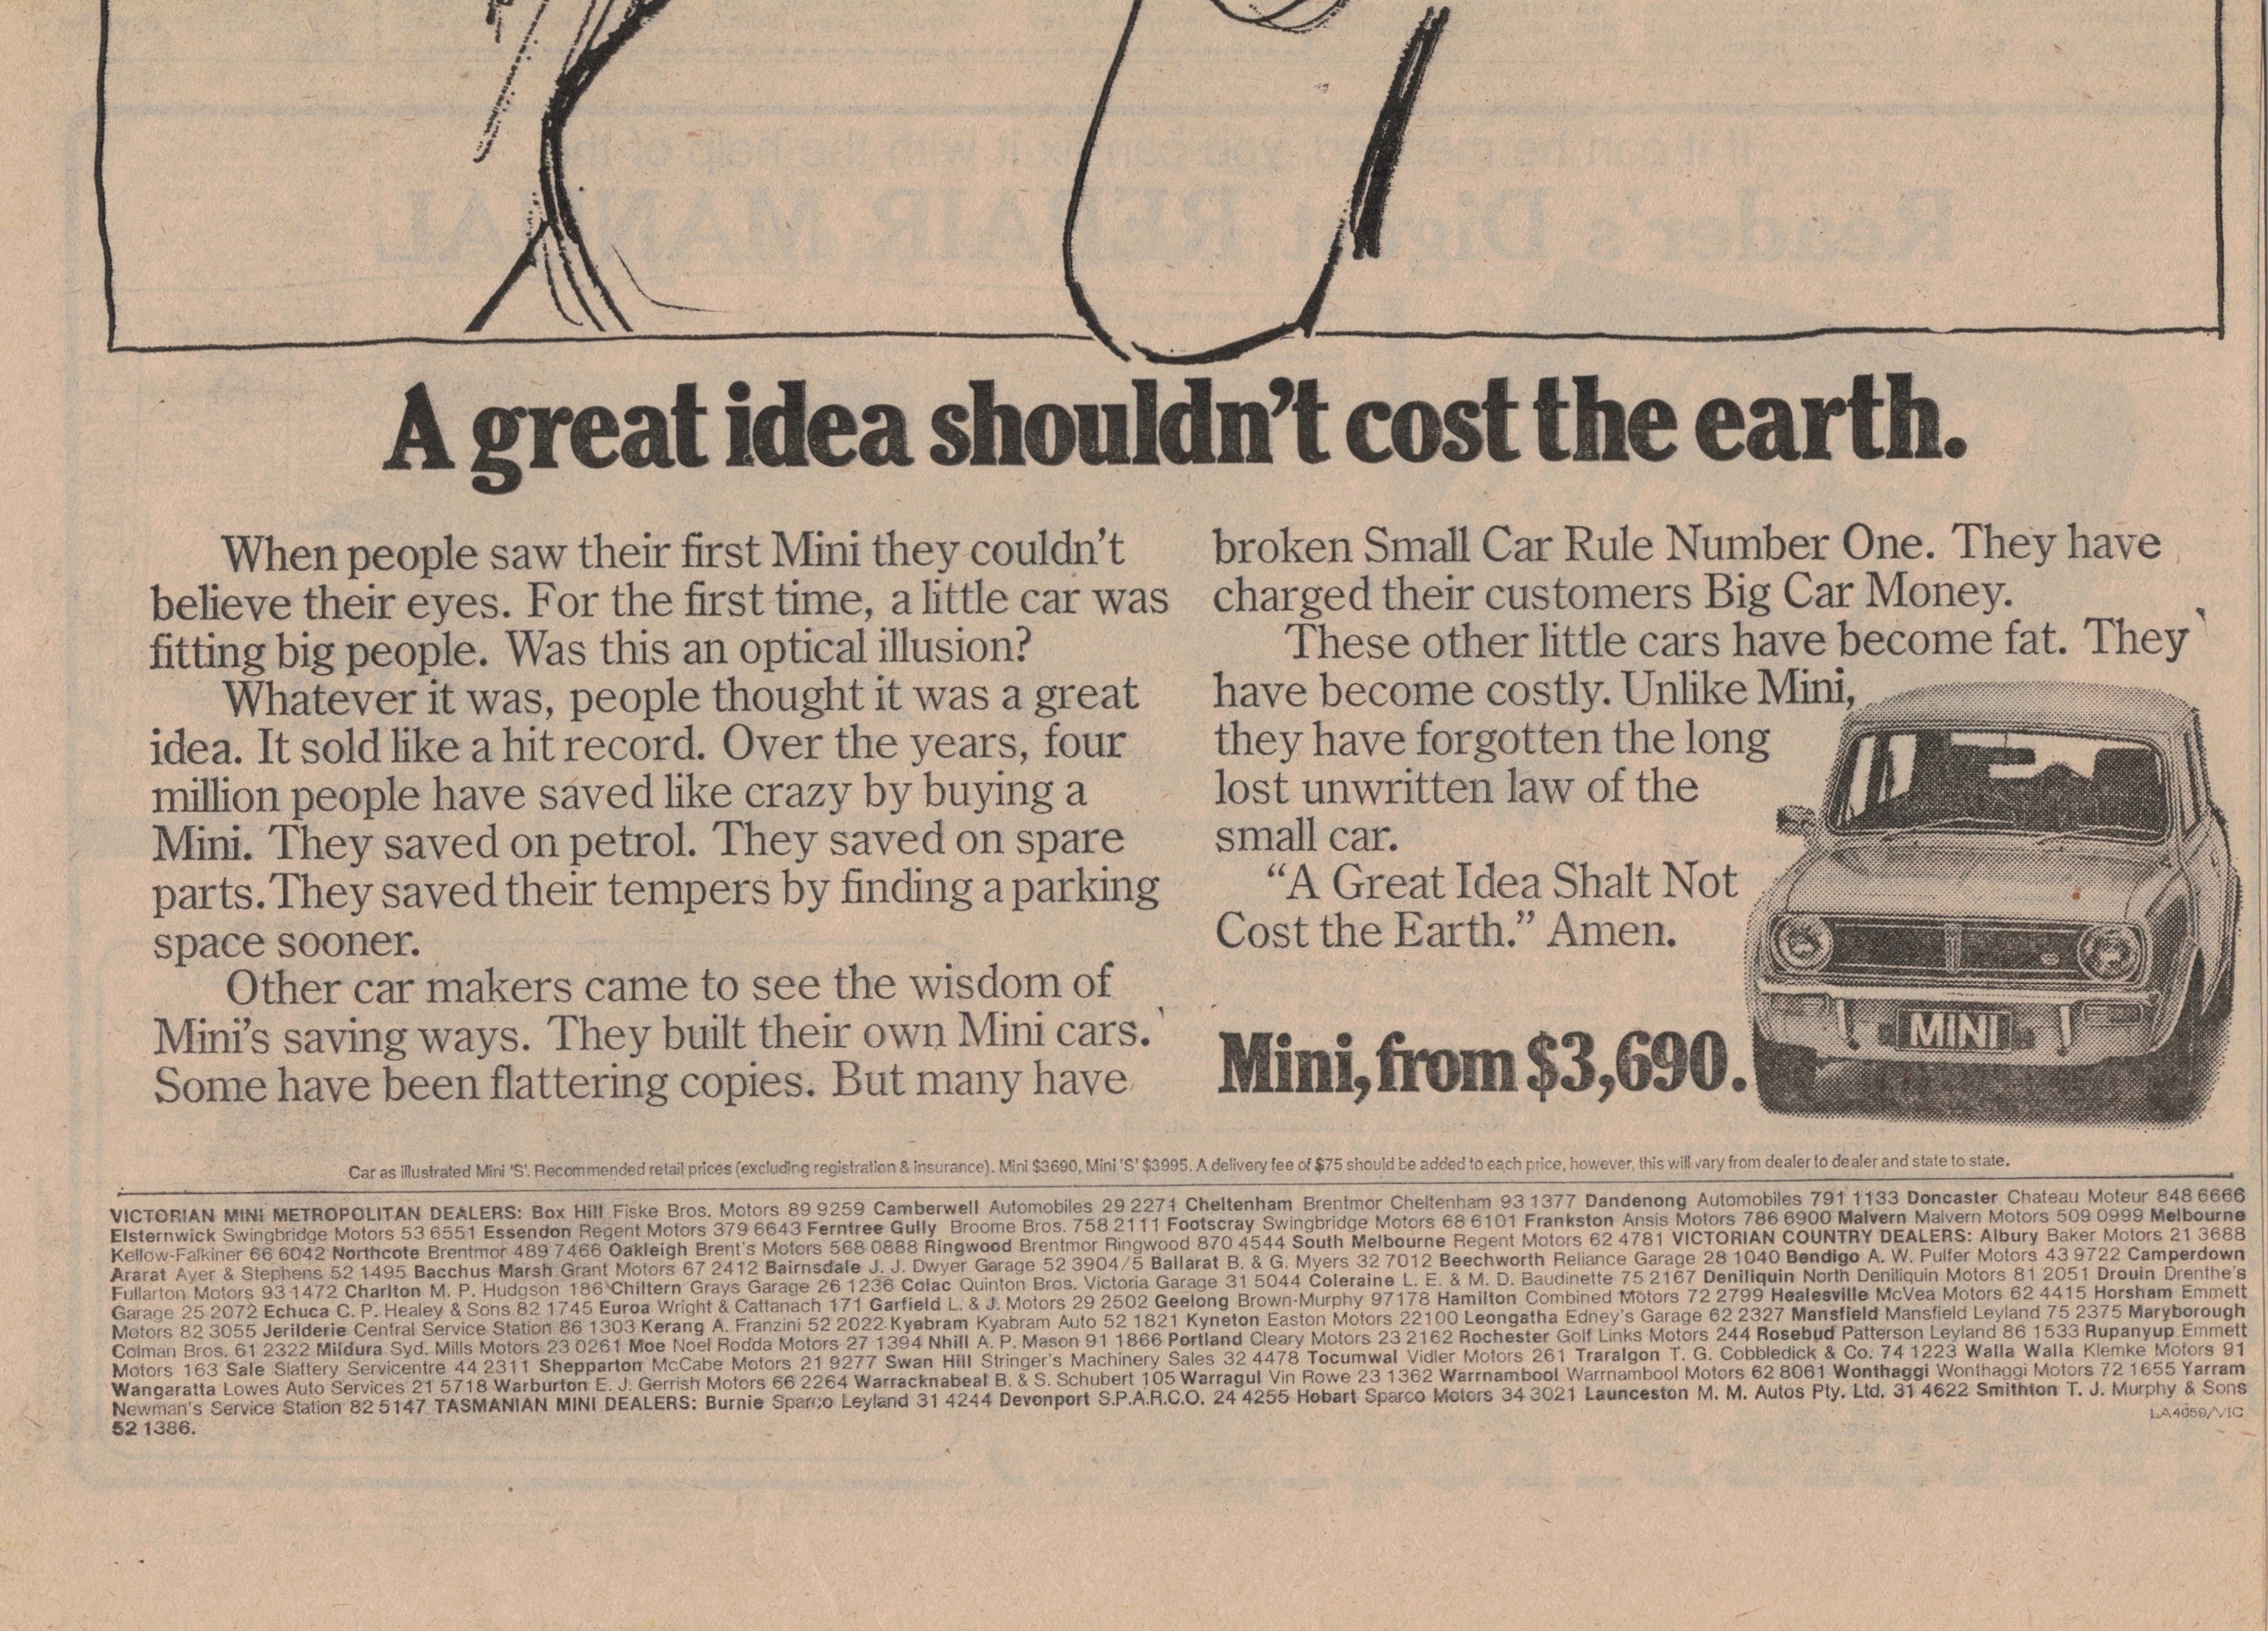 A great idea shouldn't cost the earth.
When people saw their first Mini they couldn't
believe their eyes. For the first time, a little car was
fitting big people. Was this an optical illusion?
Whatever it was, people thought it was a great
idea. It sold like a hit record. Over the years, four
million people have saved like crazy by buying a
Mini. They saved on petrol. They saved on spare
parts. They saved their tempers by finding a parking
space sooner.
Other car makers came to see the wisdom of
Mini's saving ways. They built their own Mini cars.
Some have been flattering copies. But many have
broken Small Car Rule Number One. They have
charged their customers Big Car Money.
These other little cars have become fat. They
have become costly. Unlike Mini,
they have forgotten the long
lost unwritten law of the
small car.
“A Great Idea Shalt Not
Cost the Earth.” Amen.
Mini, from $3,690.
MINI
Car as illustrated Mini 'S'. Recommended retail prices (excluding registration & insurance). Mini $3690, Mini 'S' $3995. A delivery fee of $75 should be added to each price, however, this will vary from dealer to dealer and state to state.
VICTORIAN MINI METROPOLITAN DEALERS: Box Hill Fiske Bros. Motors 89 9259 Camberwell Automobiles 29 2271 Cheltenham Brentmor Cheltenham 93 1377 Dandenong Automobiles 791 1133 Doncaster Chateau Moteur 848 6666
Elsternwick Swingbridge Motors 53 6551 Essendon Regent Motors 379 6643 Ferntree Gully Broome Bros. 758 2111 Footscray Swingbridge Motors 68 6101 Frankston Ansis Motors 786 6900 Malvern Malvern Motors 509 0999 Melbourne
Kellow-Falkiner 66 6042 Northcote Brentmor 489 7466 Oakleigh Brent's Motors 568 0888 Ringwood Brentmor Ringwood 870 4544 South Melbourne Regent Motors 62 4781 VICTORIAN COUNTRY DEALERS: Albury Baker Motors 21 3688
Ararat Ayer & Stephens 52 1495 Bacchus Marsh Grant Motors 67 2412 Bairnsdale J. J. Dwyer Garage 52 3904/5 Ballarat B. & G. Myers 32 7012 Beechworth Reliance Garage 28 1040 Bendigo A. W. Pulfer Motors 43 9722 Camperdown
Fullarton Motors 93 1472 Charlton M. P. Hudgson 186 Chiltern Grays Garage 26 1236 Colac Quinton Bros. Victoria Garage 31 5044 Coleraine L. E. & M. D. Baudinette 75 2167 Deniliquin North Deniliquin Motors 81 2051 Drouin Drenthe's
Garage 25 2072 Echuca C. P. Healey & Sons 82 1745 Euroa Wright & Cattanach 171 Garfield L. & J. Motors 29 2502 Geelong Brown-Murphy 97178 Hamilton Combined Motors 72 2799 Healesville McVea Motors 62 4415 Horsham Emmett
Motors 82 3055 Jerilderie Central Service Station 86 1303 Kerang A. Franzini 52 2022 Kyabram Kyabram Auto 52 1821 Kyneton Easton Motors 22100 Leongatha Edney's Garage 62 2327 Mansfield Mansfield Leyland 75 2375 Maryborough
Colman Bros. 61 2322 Mildura Syd. Mills Motors 23 0261 Moe Noel Rodda Motors 27 1394 Nhill A. P. Mason 91 1866 Portland Cleary Motors 23 2162 Rochester Golf Links Motors 244 Rosebud Patterson Leyland 86 1533 Rupanyup Emmett
Motors 163 Sale Slattery Servicentre 44 2311 Shepparton McCabe Motors 21 9277 Swan Hill Stringer's Machinery Sales 32 4478 Tocumwal Vidler Motors 261 Traralgon T. G. Cobbledick & Co. 74 1223 Walla Walla Klemke Motors 91
Wangaratta Lowes Auto Services 21 5718 Warburton E. J. Gerrish Motors 66 2264 Warracknabeal B. & S. Schubert 105 Warragul Vin Rowe 23 1362 Warrnambool Warrnambool Motors 62 8061 Wonthaggi Wonthaggi Motors 72 1655 Yarram
Newman's Service Station 82 5147 TASMANIAN MINI DEALERS: Burnie Sparco Leyland 31 4244 Devonport S.P.A.R.C.O. 24 4255 Hobart Sparco Motors 34 3021 Launceston M. M. Autos Pty. Ltd. 31 4622 Smithton T. J. Murphy & Sons
52 1386.
LA4059/VIC